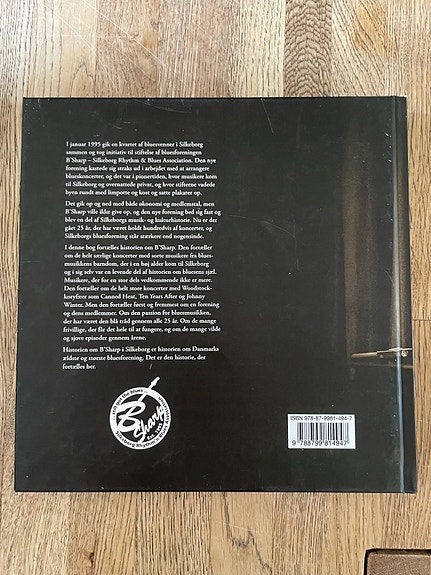 I januar 1995 gik en kvartet af bluesvenner i Silkeborg
sammen og tog initiativ til stiftelse af bluesforeningen
B'Sharp – Silkeborg Rhythm & Blues Association. Den nye
forening kastede sig straks ud i arbejdet med at arrangere
blueskoncerter, og det var i pionertiden, hvor musikere kom
til Silkeborg og overnattede privat, og hvor stifterne vadede
byen rundt med limpotte og kost og satte plakater op.
Det gik op og ned med både økonomi og medlemstal, men
B'Sharp ville ikke give op, og den nye forening bed sig fast og
blev en del af Silkeborgs musik- og kulturhistorie. Nu er der
gået 25 år, der har været holdt hundredvis af koncerter, og
Silkeborgs bluesforening står stærkere end nogensinde.
I denne bog fortælles historien om B'Sharp. Den fortæller
om de helt særlige koncerter med sorte musikere fra blues-
musikkens barndom, der i en høj alder kom til Silkeborg
og i sig selv var en levende del af historien om bluesens sjæl.
Musikere, der for en stor dels vedkommende ikke er mere.
Den fortæller om de helt store koncerter med Woodstock-
koryfæer som Canned Heat, Ten Years After og Johnny
Winter. Men den fortæller først og fremmest om en forening
og dens medlemmer. Om den passion for bluesmusikken,
der har været den blå tråd gennem alle 25 år. Om de mange
frivillige, der får det hele til at fungere, og om de mange vilde
og sjove episoder gennem årene.
Historien om B'Sharp i Silkeborg er historien om Danmarks
ældste og største bluesforening. Det er den historie, der
fortælles her.
B'Sharp
Silkeborg Rhythm & Blues
ISBN 978-87-998 1-494-7
9 788799 814947